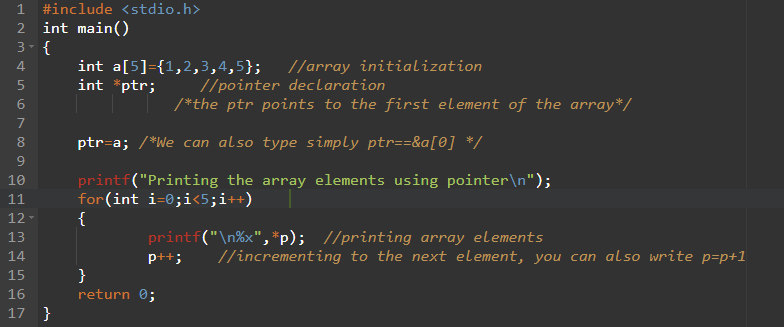 1 #include <stdio.h>
2 int main()
3 {
4 int a[5]={1,2,3,4,5}; //array initialization
5 int *ptr; //pointer declaration
6 /*the ptr points to the first element of the array*/
7
8 ptr=a; /*We can also type simply ptr==&a[0] */
9
10 printf("Printing the array elements using pointer\n");
11 for(int i=0;i<5;i++)
12 {
13 printf("\n%x",*p); //printing array elements
14 p++; //incrementing to the next element, you can also write p=p+1
15 }
16 return 0;
17 }